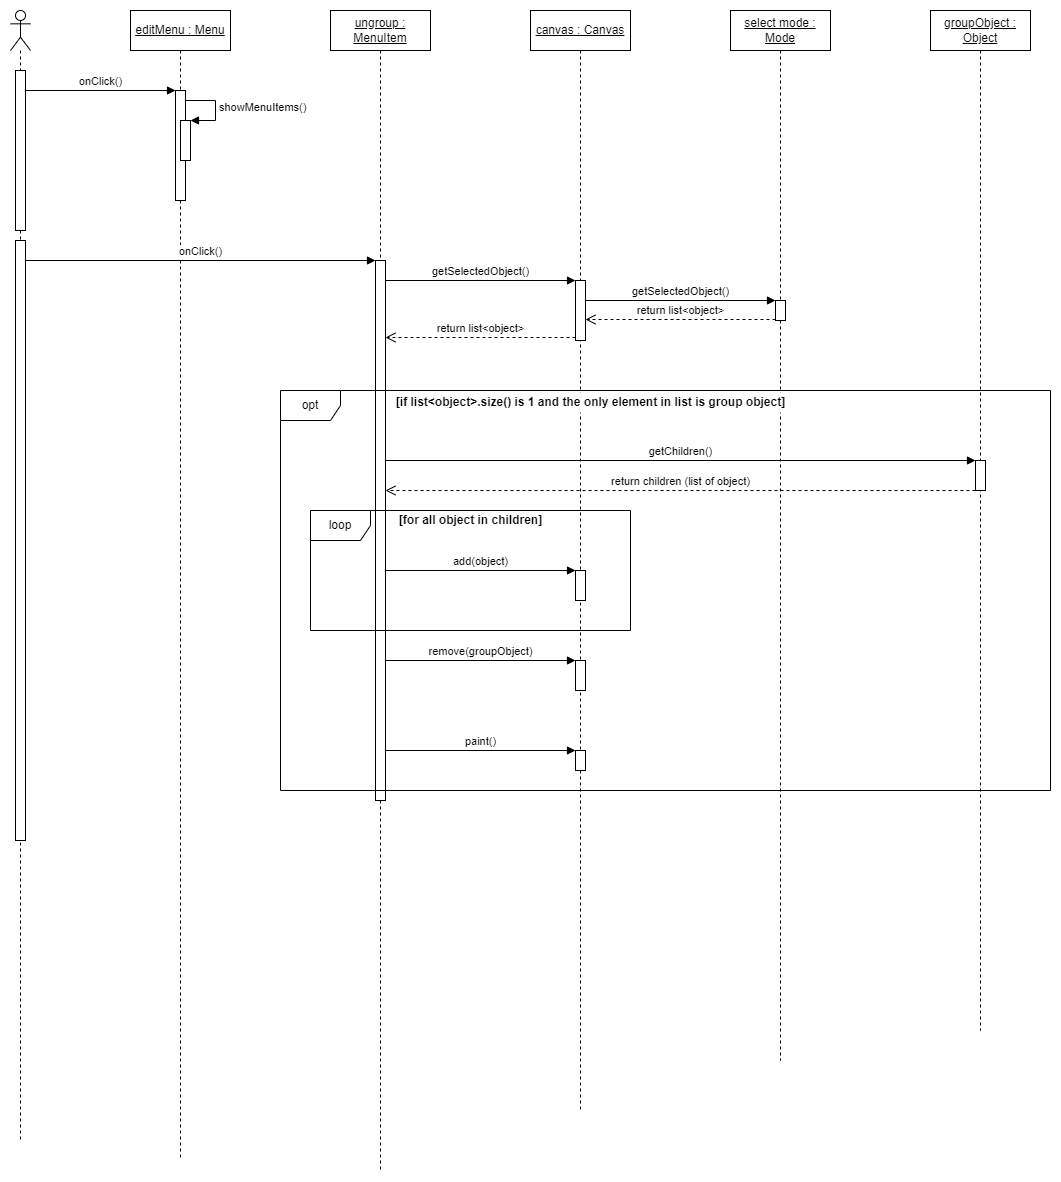 editMenu : Menu
ungroup :
MenuItem
canvas : Canvas
select mode :
Mode
groupObject :
Object
onClick()
showMenuItems()
onClick()
getSelectedObject()
getSelectedObject()
return list<object>
return list<object>
opt
[if list<object>.size() is 1 and the only element in list is group object]
getChildren()
return children (list of object)
loop
[for all object in children]
add(object)
remove(groupObject)
paint()